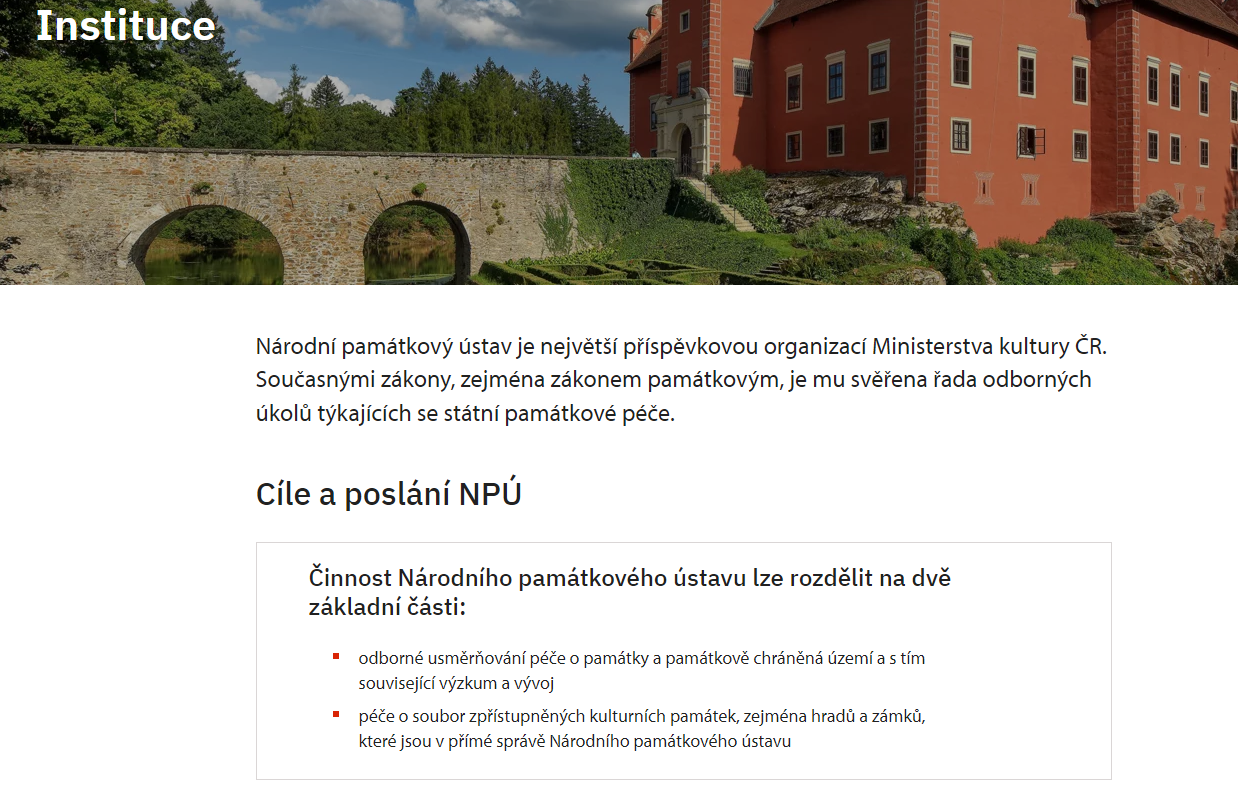 Instituce
Národní památkový ústav je největší příspěvkovou organizací Ministerstva kultury ČR.
Současnými zákony, zejména zákonem památkovým, je mu svěřena řada odborných
úkolů týkajících se státní památkové péče.
Cíle a poslání NPÚ
Činnost Národního památkového ústavu lze rozdělit na dvě
základní části:
odborné usměrňování péče o památky a památkově chráněná území a s tím
související výzkum a vývoj
péče o soubor zpřístupněných kulturních památek, zejména hradů a zámků,
které jsou v přímé správě Národního památkového ústavu